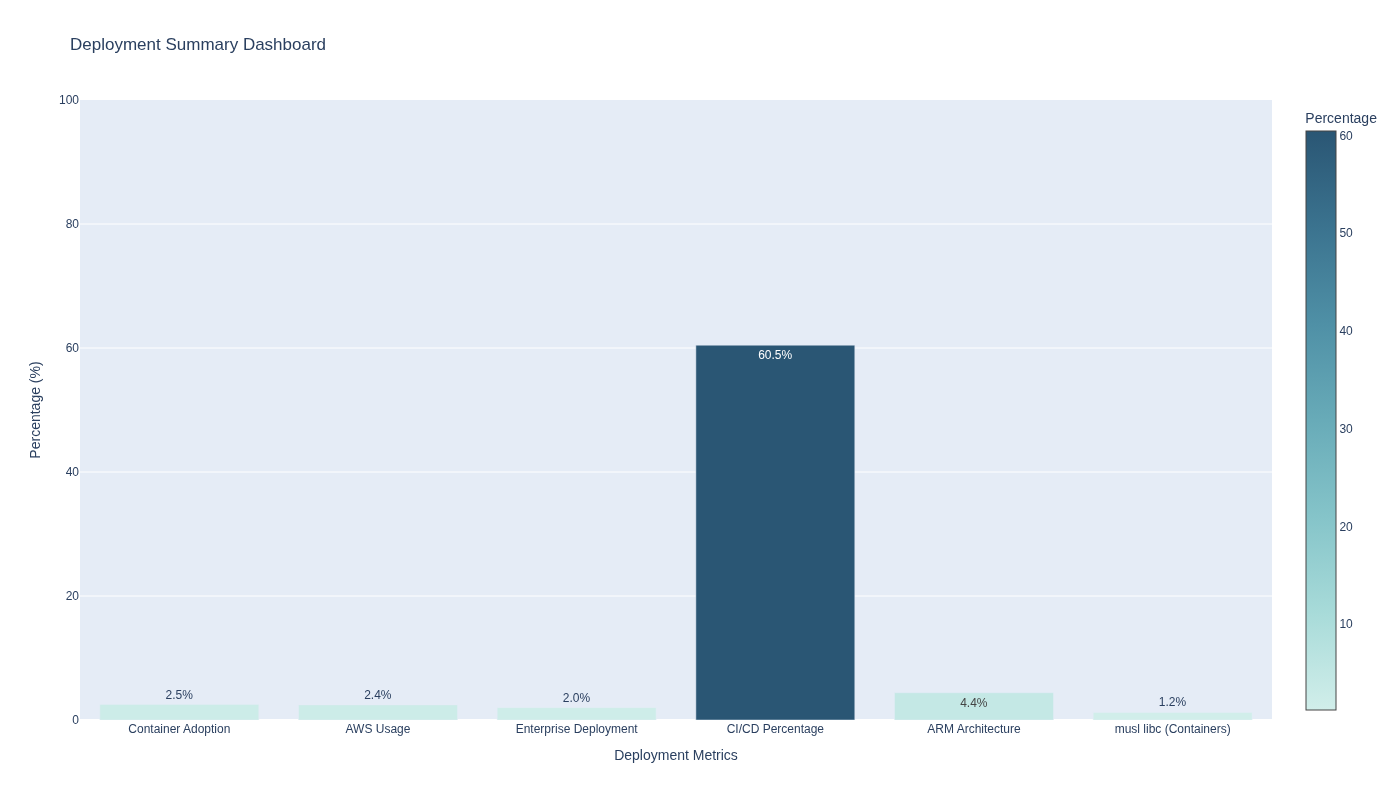 Deployment Summary Dashboard
Percentage
100
80
60
40
20
0
Percentage (%)
60
50
40
30
20
10
2.5%
2.4%
2.0%
60.5%
4.4%
1.2%
Container Adoption
AWS Usage
Enterprise Deployment
CI/CD Percentage
ARM Architecture
musl libc (Containers)
Deployment Metrics